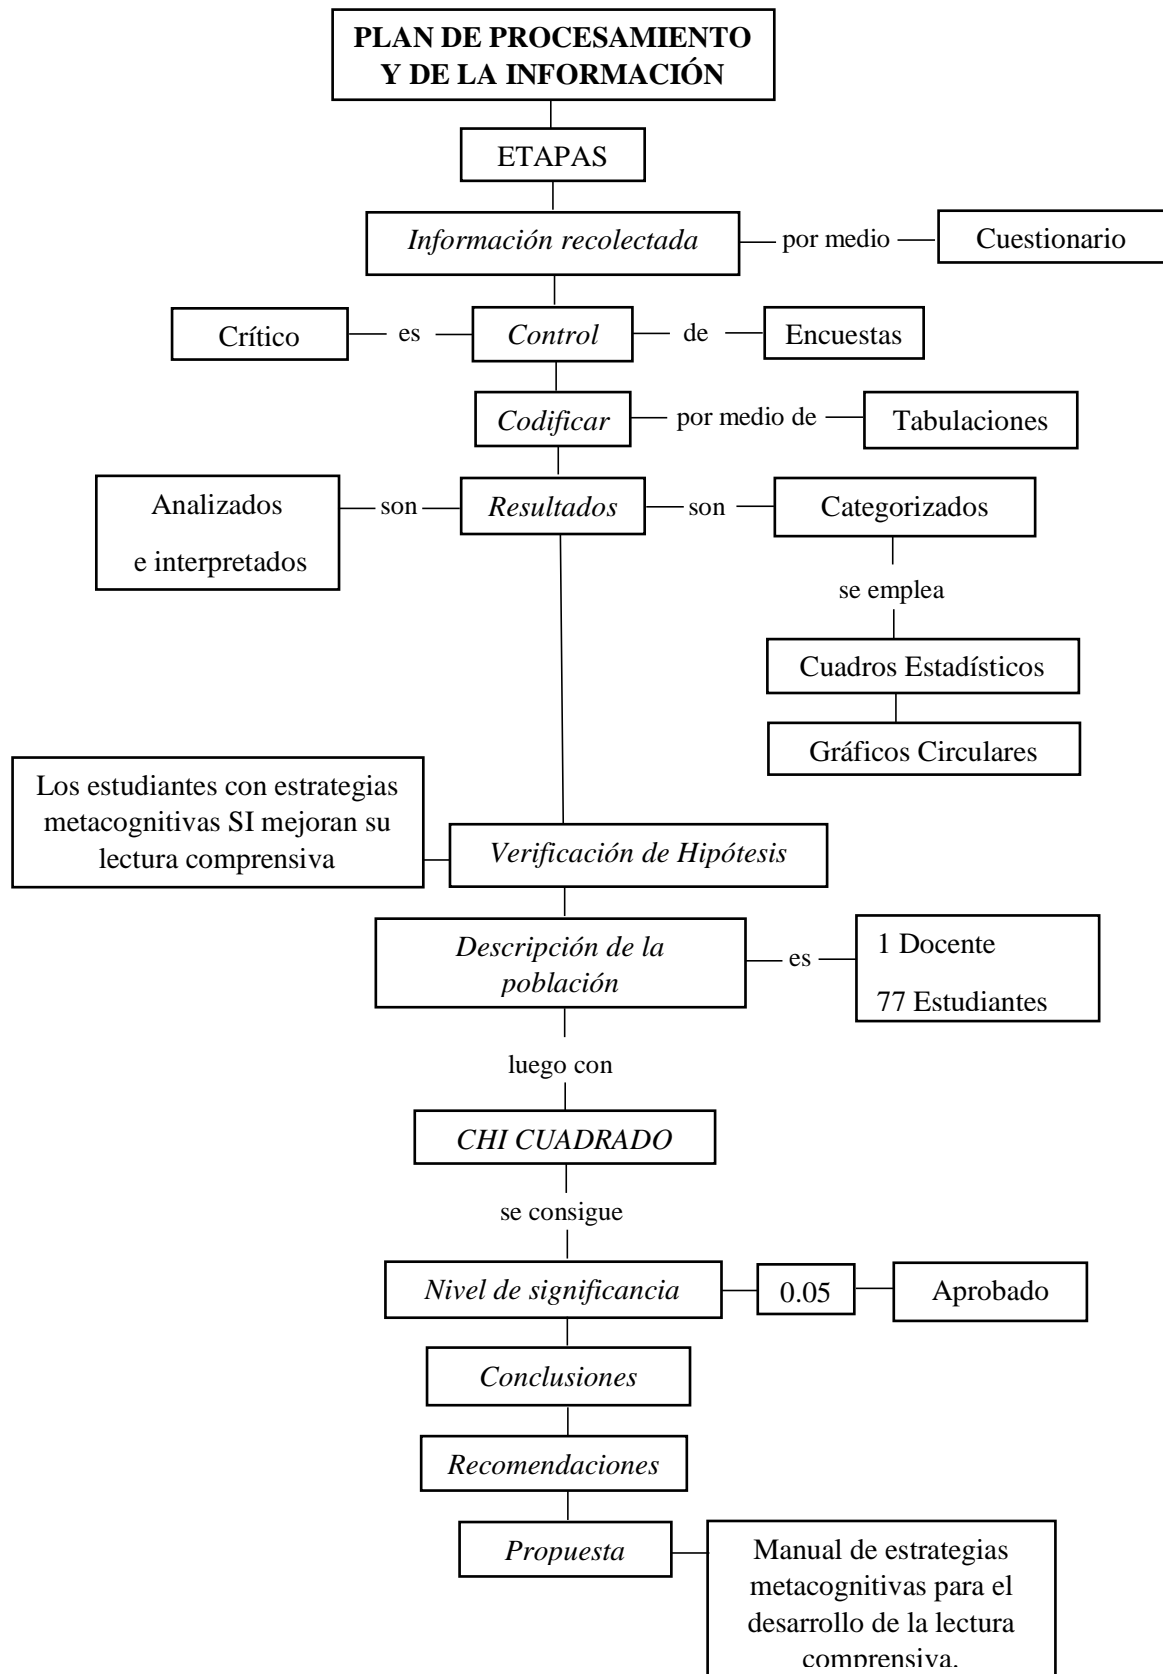 PLAN DE PROCESAMIENTO
Y DE LA INFORMACIÓN
ETAPAS
Información recolectada
por medio
Cuestionario
Crítico
es
Control
de
Encuestas
Codificar
por medio de
Tabulaciones
Analizados
e interpretados
son
Resultados
son
Categorizados
se emplea
Cuadros Estadísticos
Gráficos Circulares
Los estudiantes con estrategias
metacognitivas SI mejoran su
lectura comprensiva
Verificación de Hipótesis
Descripción de la
población
es
1 Docente
77 Estudiantes
luego con
CHI CUADRADO
se consigue
Nivel de significancia
0.05
Aprobado
Conclusiones
Recomendaciones
Propuesta
Manual de estrategias
metacognitivas para el
desarrollo de la lectura
comprensiva.